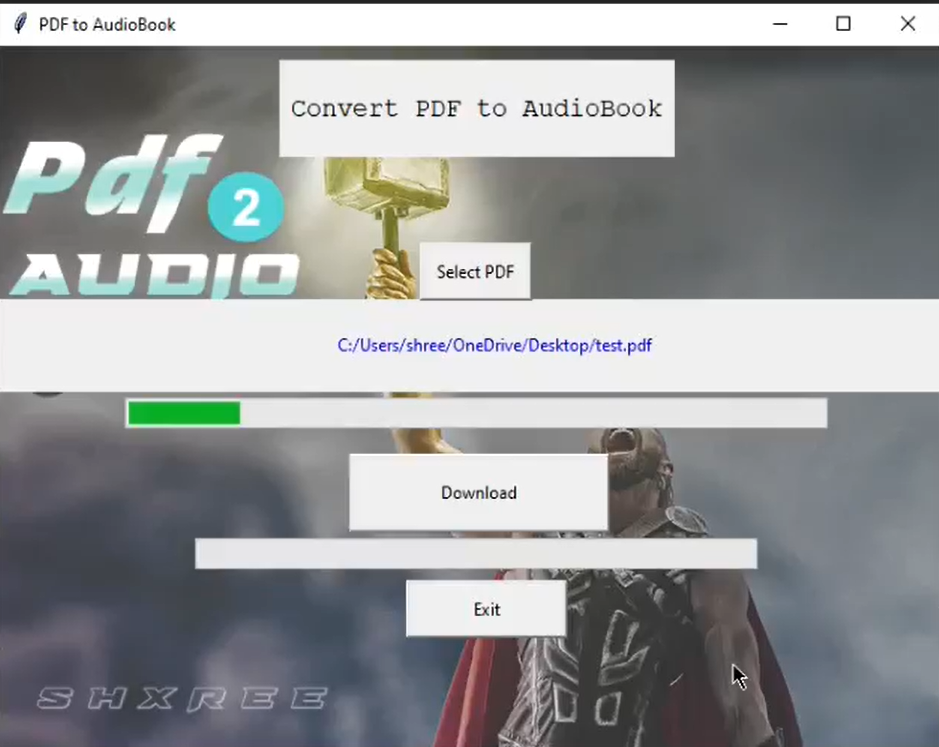 PDF to AudioBook
Convert PDF to AudioBook
Pdf
2
AUDIO
Select PDF
C:/Users/shree/OneDrive/Desktop/test.pdf
Download
Exit
SHXREE